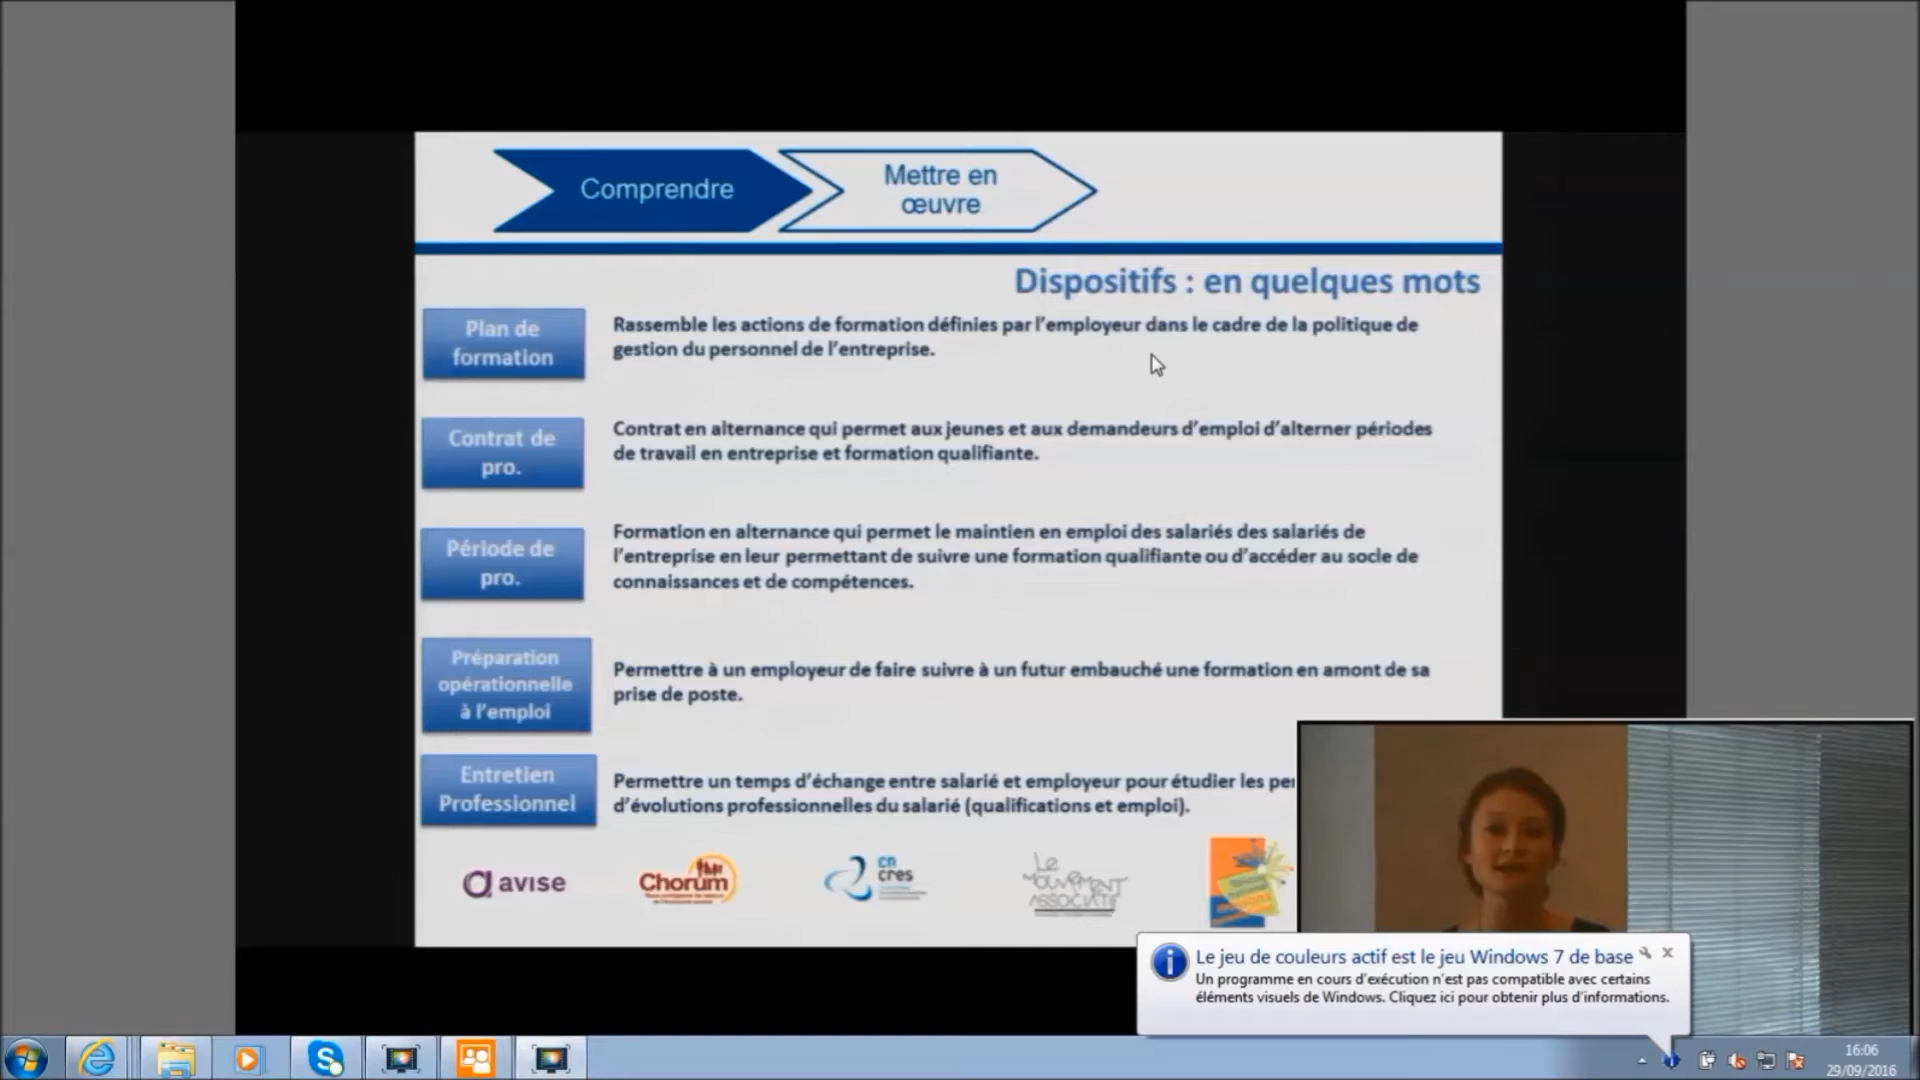 Comprendre
Mettre en
œuvre
Dispositifs : en quelques mots
Plan de
formation
Rassemble les actions de formation définies par l'employeur dans le cadre de la politique de
gestion du personnel de l'entreprise.
Contrat de
pro.
Contrat en alternance qui permet aux jeunes et aux demandeurs d'emploi d'alterner périodes
de travail en entreprise et formation qualifiante.
Période de
pro.
Formation en alternance qui permet le maintien en emploi des salariés des salariés de
l'entreprise en leur permettant de suivre une formation qualifiante ou d'accéder au socle de
connaissances et de compétences.
Préparation
opérationnelle
à l'emploi
Permettre à un employeur de faire suivre à un futur embauché une formation en amont de sa
prise de poste.
Entretien
Professionnel
Permettre un temps d'échange entre salarié et employeur pour étudier les
d'évolutions professionnelles du salarié (qualifications et emploi).
avise
Chorum
cn
cres
Le
MOUVEMENT
ASSOCIATIF
Le jeu de couleurs actif est le jeu Windows 7 de base
Un programme en cours d'exécution n'est pas compatible avec certains
éléments visuels de Windows. Cliquez ici pour obtenir plus d'informations.
16:06
29/09/2016